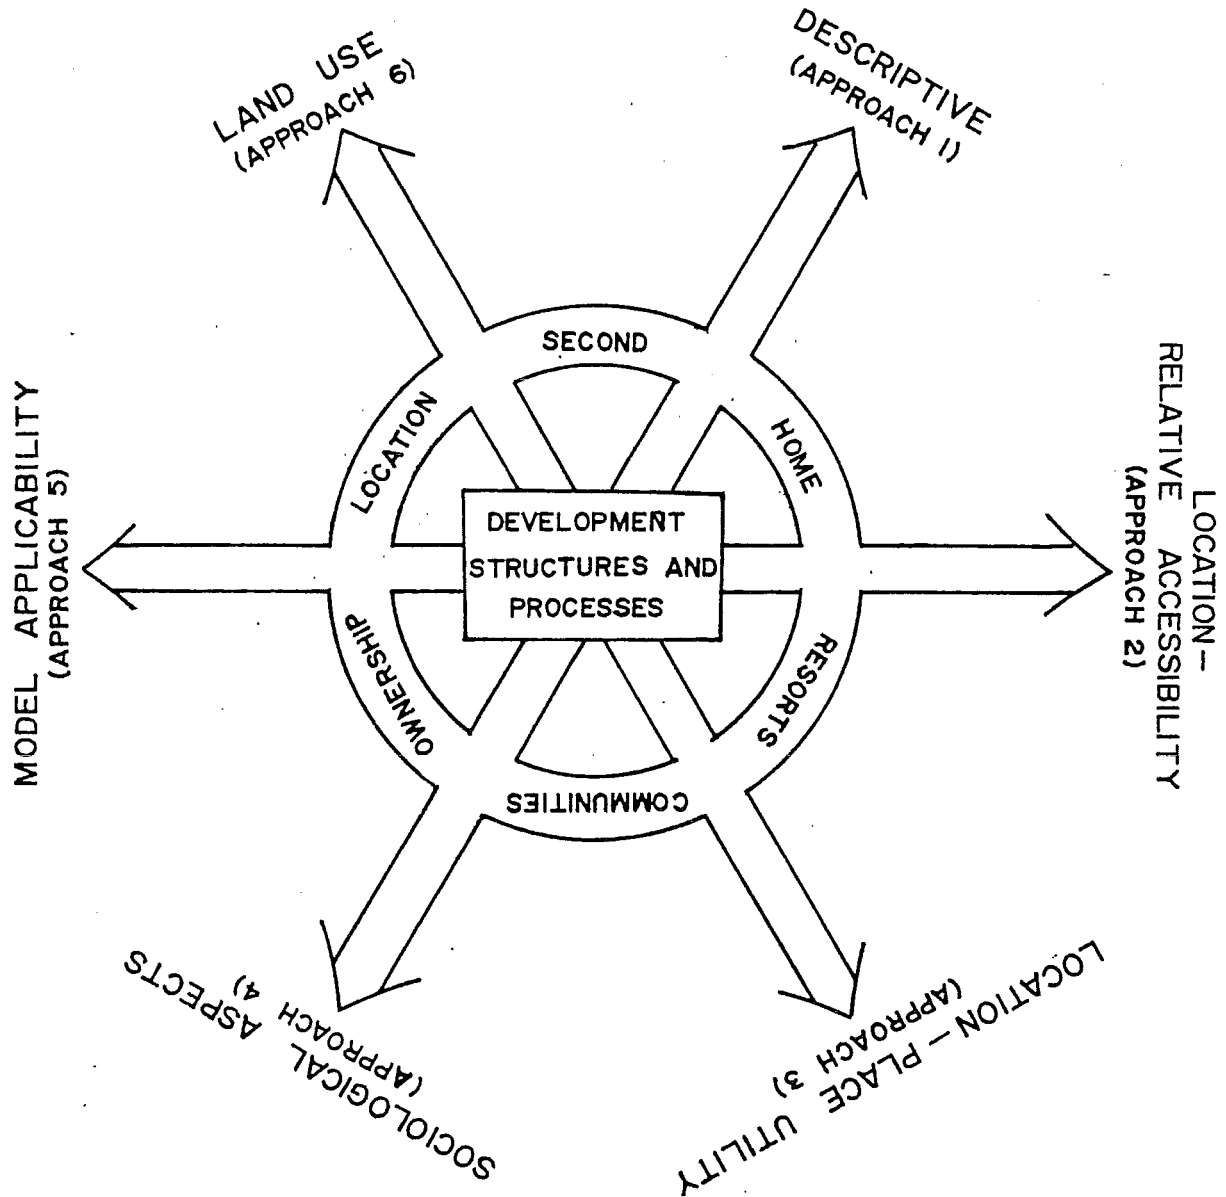 DESCRIPTIVE
(APPROACH 1)
LOCATION—
RELATIVE ACCESSIBILITY
(APPROACH 2)
LOCATION—PLACE UTILITY
(APPROACH 3)
SOCIOLOGICAL ASPECTS
(APPROACH 4)
MODEL APPLICABILITY
(APPROACH 5)
LAND USE
(APPROACH 6)
SECOND
HOME
RESORTS
COMMUNITIES
OWNERSHIP
LOCATION
DEVELOPMENT
STRUCTURES AND
PROCESSES